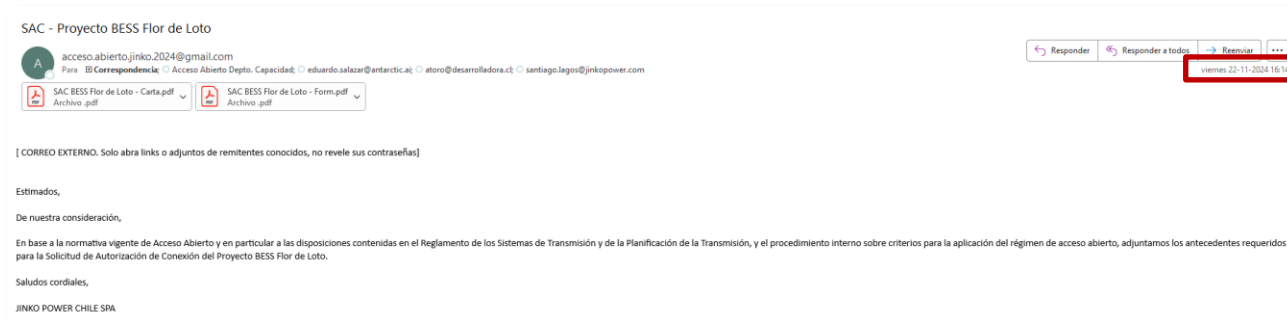 SAC - Proyecto BESS Flor de Loto
A
acceso.abierto.jinko.2024@gmail.com
Para Correspondencia; Acceso Abierto Depto. Capacidad; eduardo.salazar@antarctic.ai; atoro@desarrolladora.cl; santiago.lagos@jinkopower.com
Responder Responder a todos Reenviar ...
viernes 22-11-2024 16:14
SAC BESS Flor de Loto - Carta.pdf
Archivo .pdf
SAC BESS Flor de Loto - Form.pdf
Archivo .pdf
[ CORREO EXTERNO. Solo abra links o adjuntos de remitentes conocidos, no revele sus contraseñas]
Estimados,
De nuestra consideración,
En base a la normativa vigente de Acceso Abierto y en particular a las disposiciones contenidas en el Reglamento de los Sistemas de Transmisión y de la Planificación de la Transmisión, y el procedimiento interno sobre criterios para la aplicación del régimen de acceso abierto, adjuntamos los antecedentes requeridos
para la Solicitud de Autorización de Conexión del Proyecto BESS Flor de Loto.
Saludos cordiales,
JINKO POWER CHILE SPA